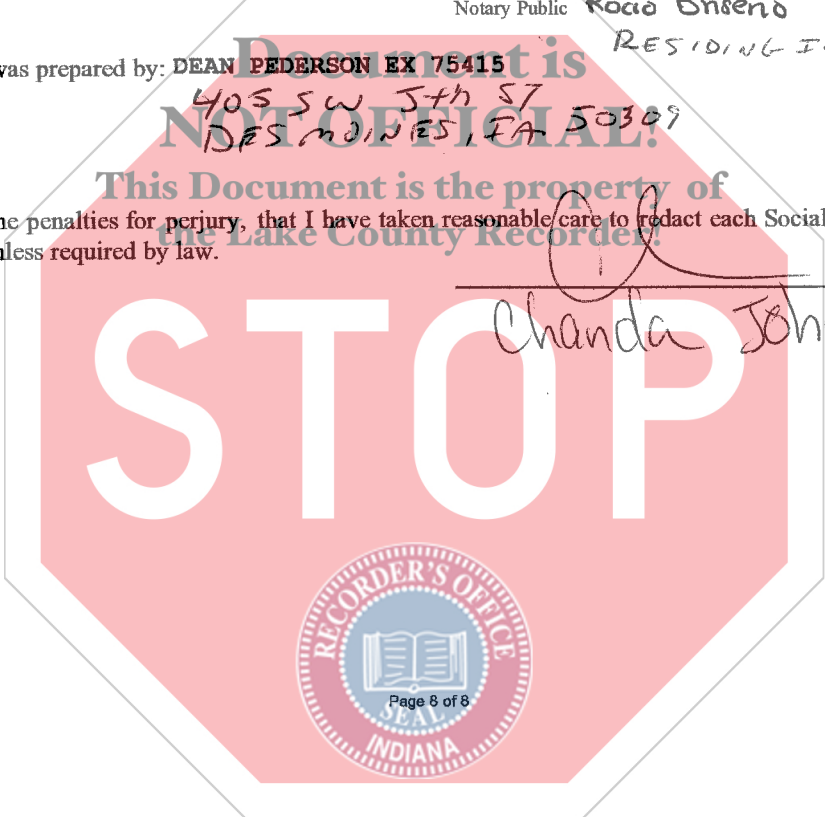 Notary Public Rocio Briseno
RESIDING I
was prepared by: DEAN PEDERSON EX 75415
Document is
405 SW 5th ST
DES MOINES, IA 50309
NOT OFFICIAL!
This Document is the property of
he penalties for perjury, that I have taken reasonable care to redact each Social
the Lake County Recorder!
nless required by law.
Chanda Joh
STOP
RECORDER'S OFFICE
Page 8 of 8
SEAL
INDIANA